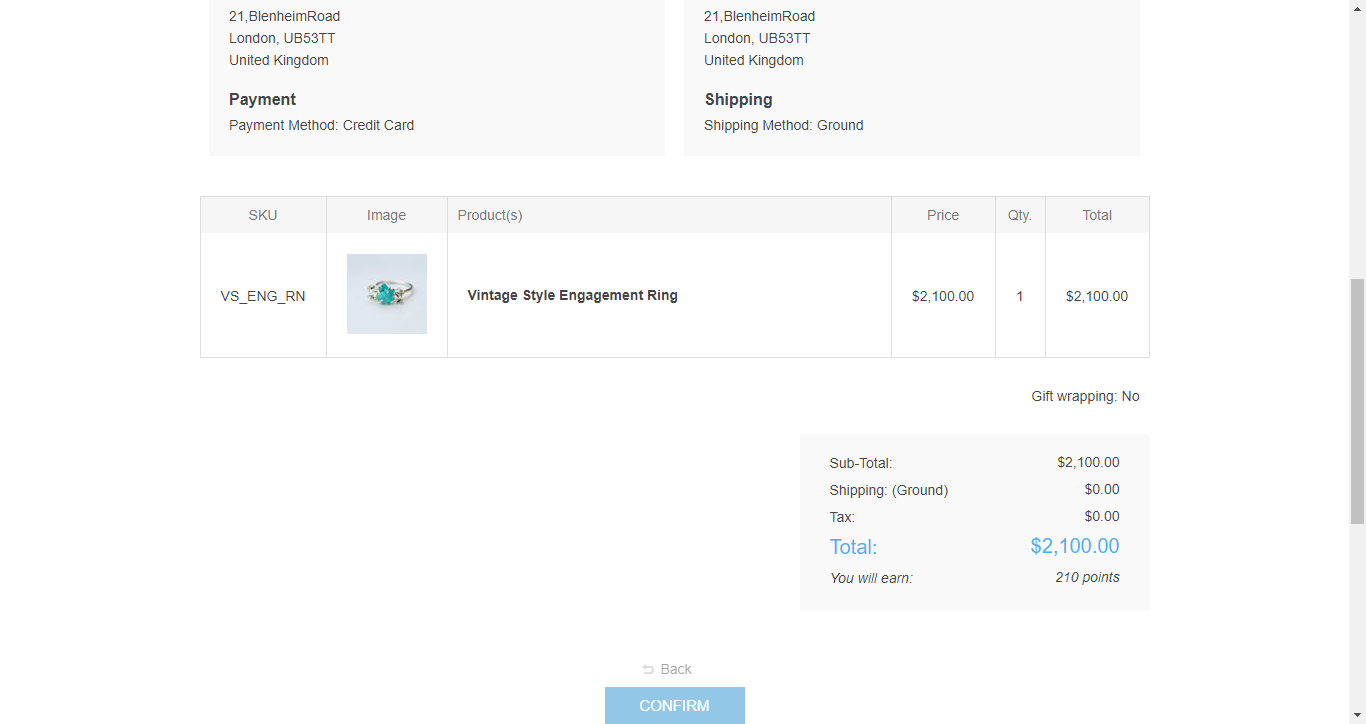 21,BlenheimRoad
London, UB53TT
United Kingdom
Payment
Payment Method: Credit Card
21,BlenheimRoad
London, UB53TT
United Kingdom
Shipping
Shipping Method: Ground
SKU Image Product(s) Price Qty. Total
VS_ENG_RN Vintage Style Engagement Ring $2,100.00 1 $2,100.00
Gift wrapping: No
Sub-Total: $2,100.00
Shipping: (Ground) $0.00
Tax: $0.00
Total: $2,100.00
You will earn: 210 points
Back
CONFIRM